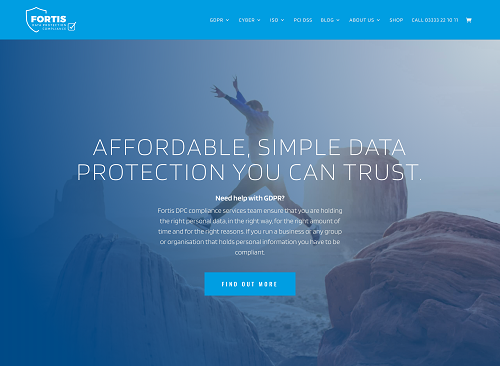 FORTIS
DATA PROTECTION
COMPLIANCE
GDPR CYBER ISO PCI DSS BLOG ABOUT US SHOP CALL 03333 22 10 11
AFFORDABLE, SIMPLE DATA
PROTECTION YOU CAN TRUST.
Need help with GDPR?
Fortis DPC compliance services team ensure that you are holding
the right personal data, in the right way, for the right amount of
time and for the right reasons. If you run a business or any group
or organisation that holds personal information you have to be
compliant.
FIND OUT MORE